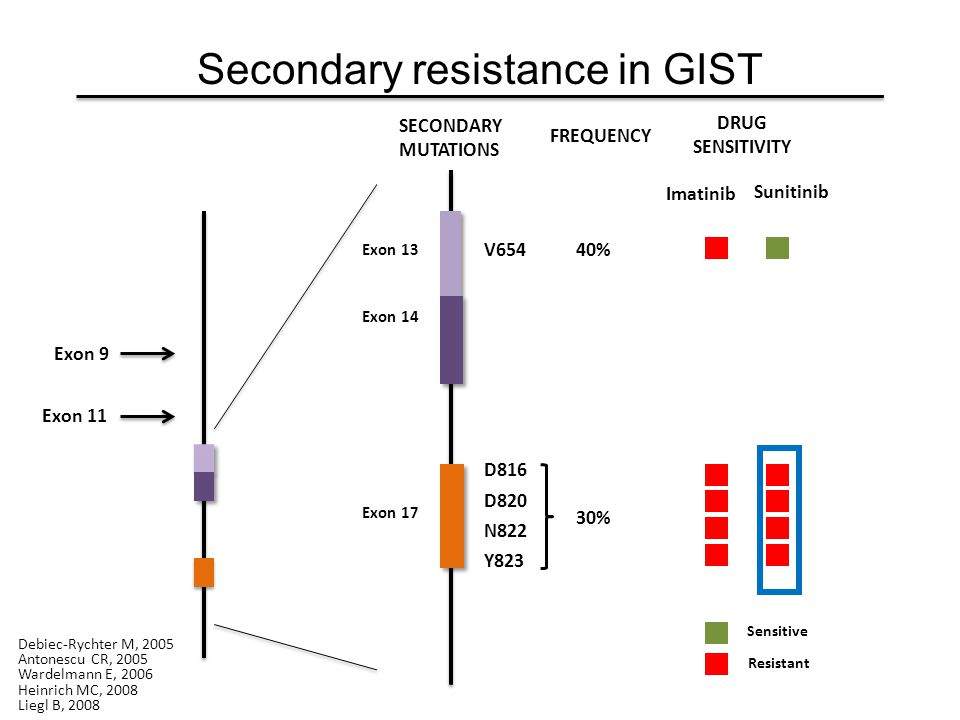 Secondary resistance in GIST
SECONDARY
MUTATIONS
FREQUENCY
DRUG
SENSITIVITY
Imatinib
Sunitinib
Exon 13
V654
40%
Exon 14
Exon 9
Exon 11
D816
D820
N822
Y823
Exon 17
30%
Sensitive
Resistant
Debiec-Rychter M, 2005
Antonescu CR, 2005
Wardelmann E, 2006
Heinrich MC, 2008
Liegl B, 2008